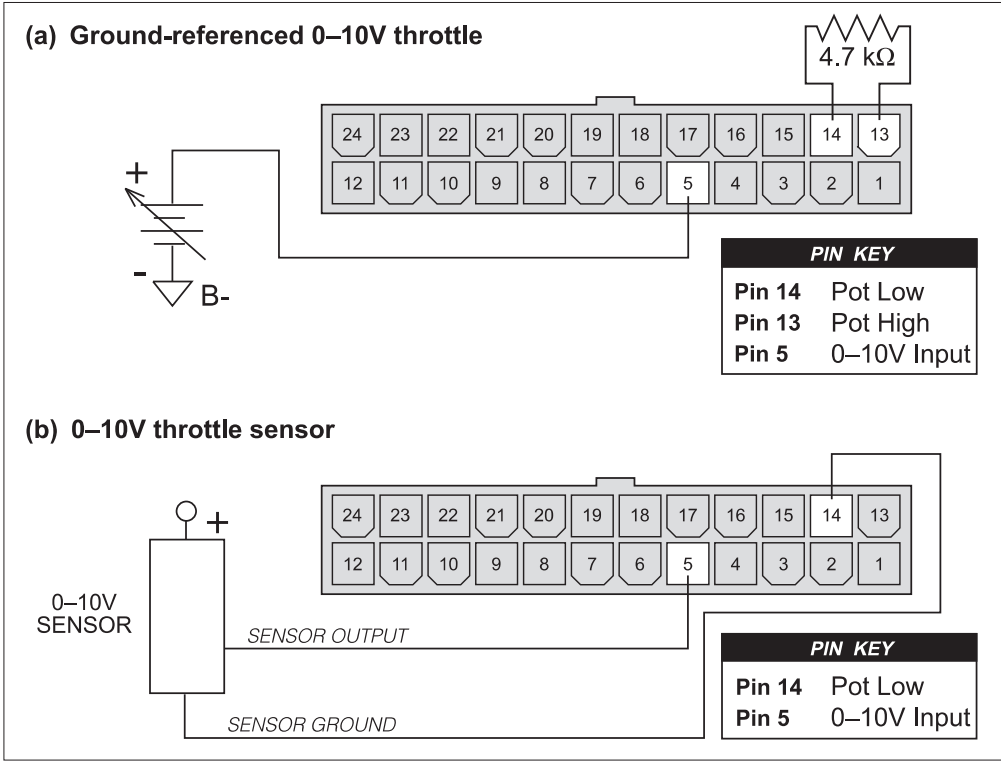 (a) Ground-referenced 0–10V throttle
4.7 kΩ
24 23 22 21 20 19 18 17 16 15 14 13
12 11 10 9 8 7 6 5 4 3 2 1
+
-
B-
PIN KEY
Pin 14 Pot Low
Pin 13 Pot High
Pin 5 0–10V Input
(b) 0–10V throttle sensor
24 23 22 21 20 19 18 17 16 15 14 13
12 11 10 9 8 7 6 5 4 3 2 1
+
0–10V
SENSOR
SENSOR OUTPUT
SENSOR GROUND
PIN KEY
Pin 14 Pot Low
Pin 5 0–10V Input